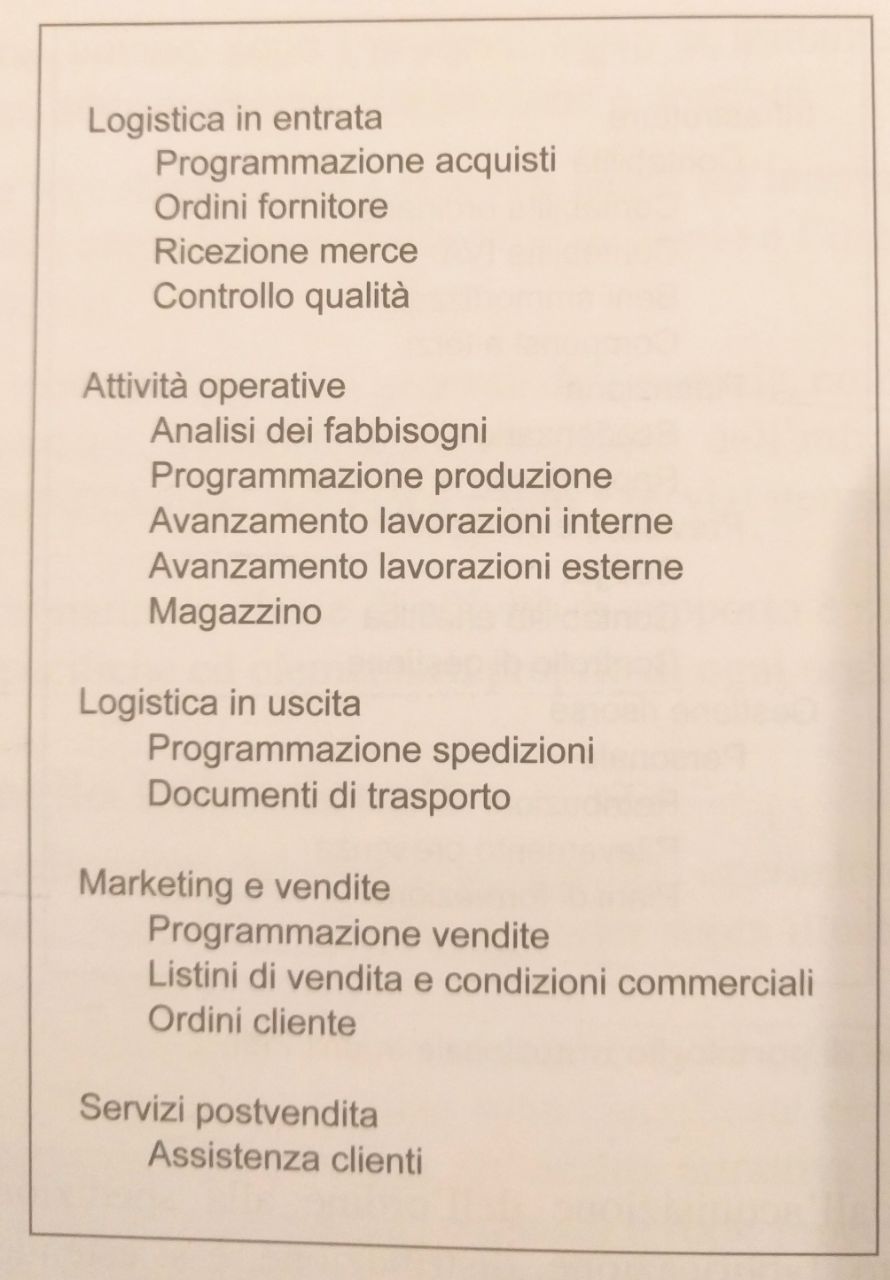 Logistica in entrata
Programmazione acquisti
Ordini fornitore
Ricezione merce
Controllo qualità
Attività operative
Analisi dei fabbisogni
Programmazione produzione
Avanzamento lavorazioni interne
Avanzamento lavorazioni esterne
Magazzino
Logistica in uscita
Programmazione spedizioni
Documenti di trasporto
Marketing e vendite
Programmazione vendite
Listini di vendita e condizioni commerciali
Ordini cliente
Servizi postvendita
Assistenza clienti